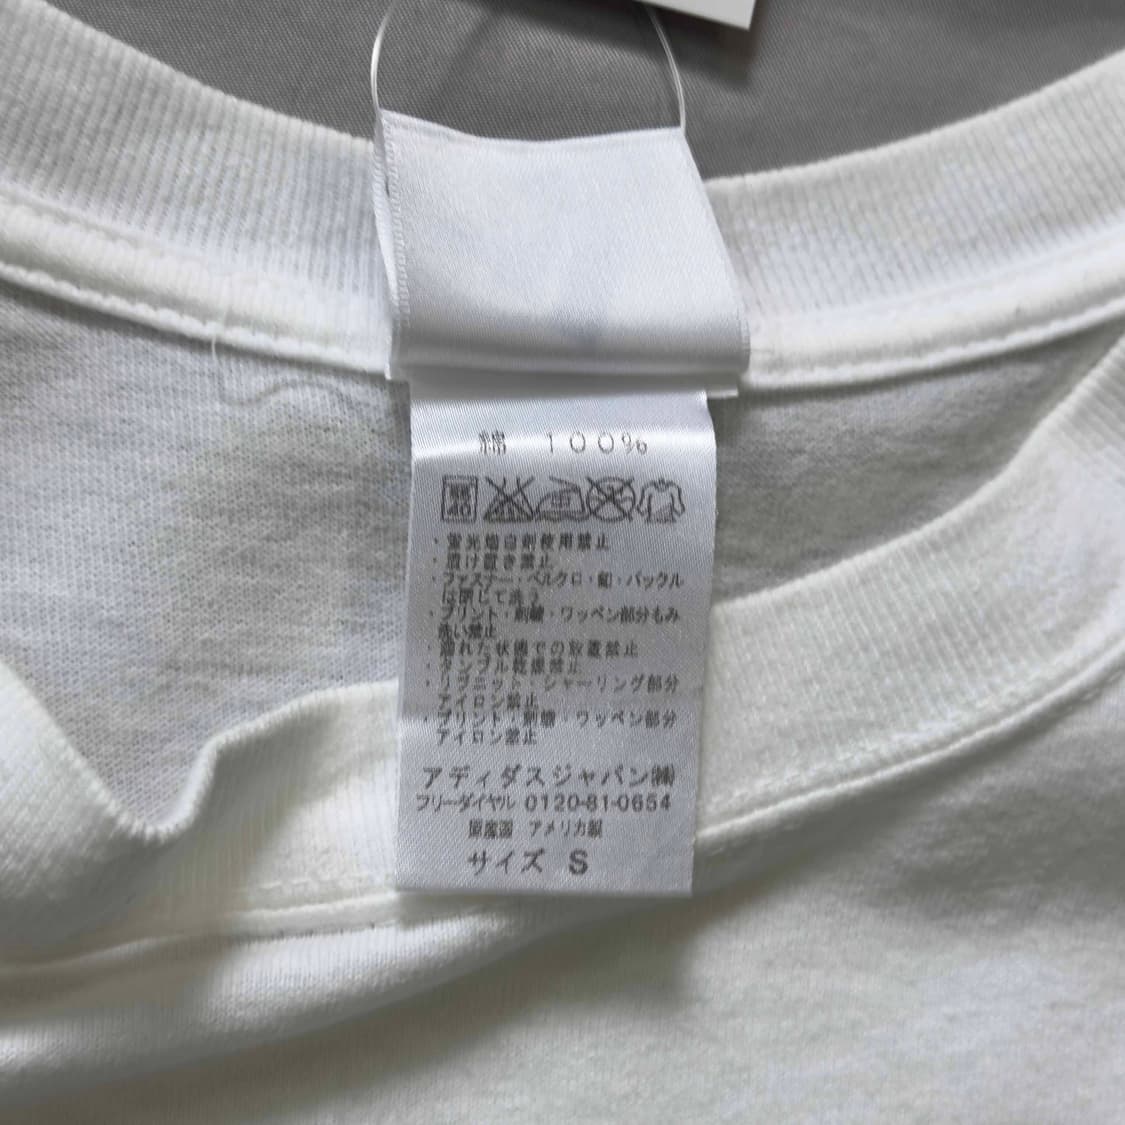 綿 100%
40
・蛍光増白剤使用禁止
・漬け置き禁止
・ファスナー・ベルクロ・釦・バックル
は閉じて洗う
・プリント・刺繍・ワッペン部分もみ
洗い禁止
・濡れた状態での放置禁止
・タンブル乾燥禁止
・リヴニット・シャーリング部分
アイロン禁止
・プリント・刺繍・ワッペン部分
アイロン禁止
アディダスジャパン㈱
フリーダイヤル 0120-81-0654
原産国 アメリカ製
サイズ S